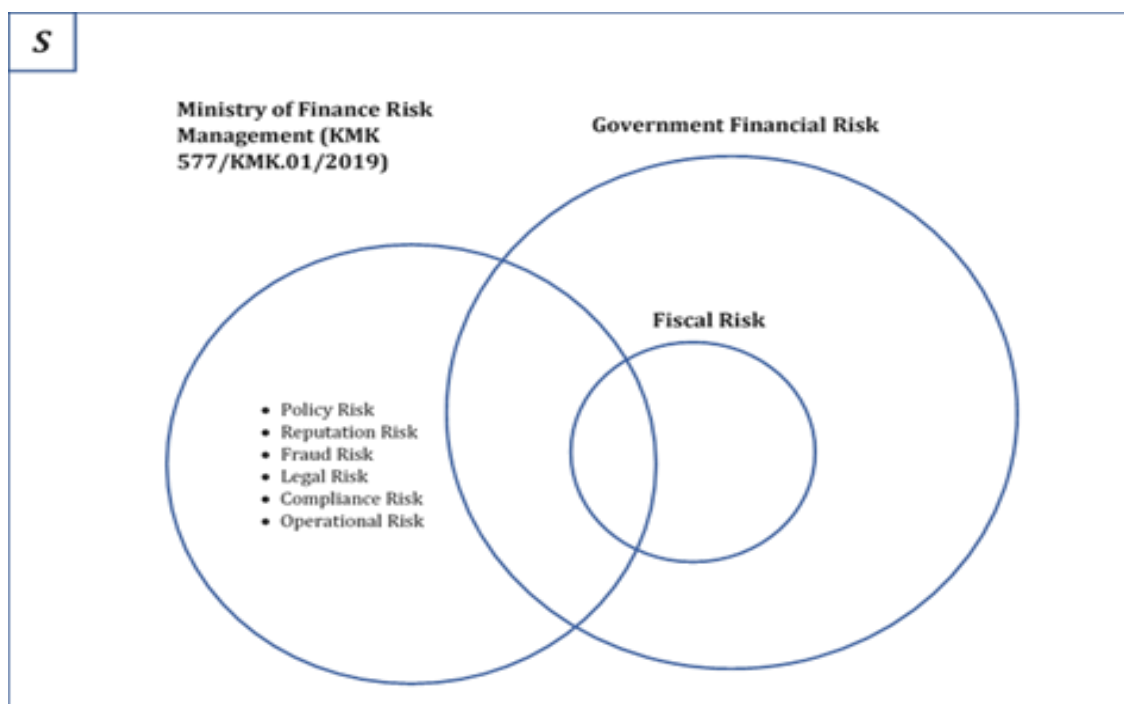 S
Ministry of Finance Risk
Management (KMK
577/KMK.01/2019)
Government Financial Risk
Fiscal Risk
• Policy Risk
• Reputation Risk
• Fraud Risk
• Legal Risk
• Compliance Risk
• Operational Risk